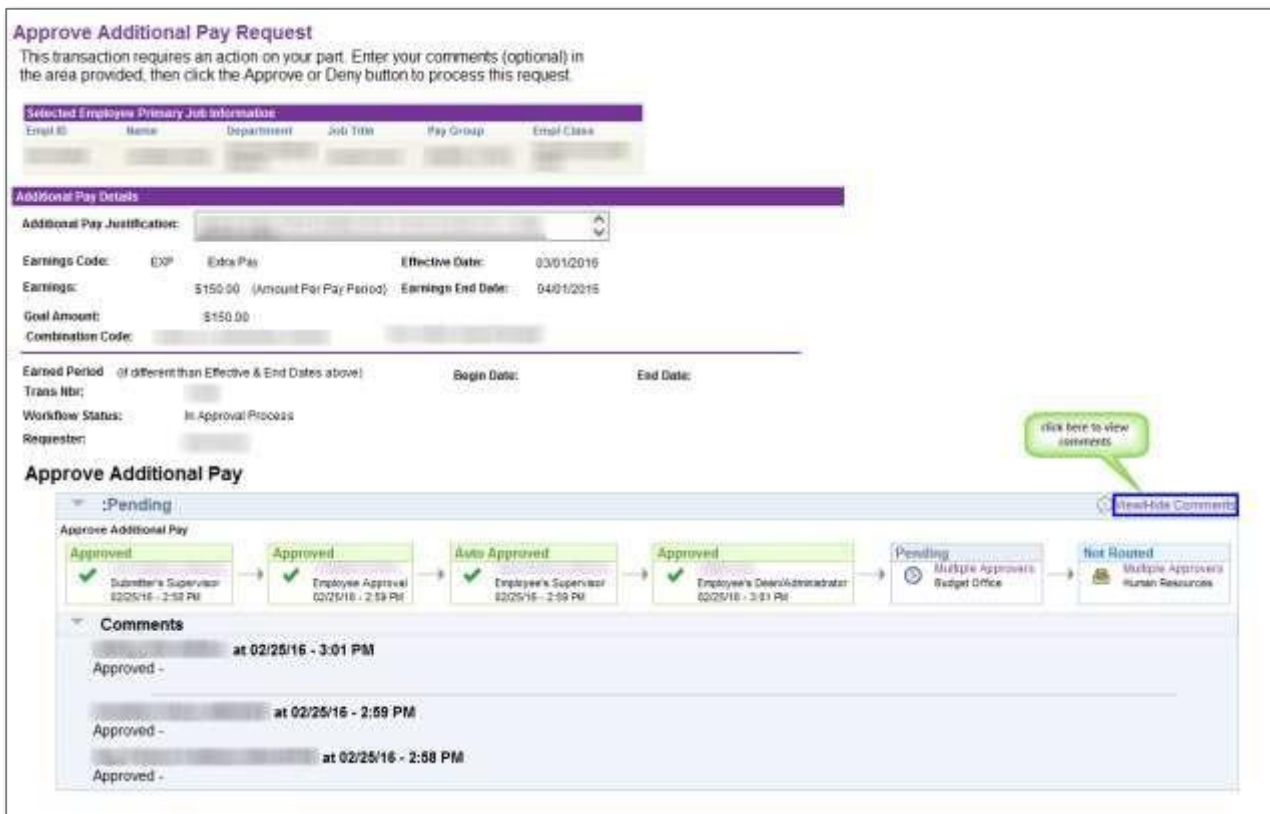 Approve Additional Pay Request
This transaction requires an action on your part. Enter your comments (optional) in
the area provided, then click the Approve or Deny button to process this request.
Selected Employee Primary Job Information
Empl ID Name Department Job Title Pay Group Empl Class
Additional Pay Details
Additional Pay Justification:
Earnings Code: EXP Extra Pay Effective Date: 03/01/2016
Earnings: $150.00 (Amount Per Pay Period) Earnings End Date: 04/01/2016
Goal Amount: $150.00
Combination Code:
Earned Period (if different than Effective & End Dates above) Begin Date: End Date:
Trans Nbr:
Workflow Status: In Approval Process
Requester:
click here to view
comments
Approve Additional Pay
:Pending View/Hide Comments
Approve Additional Pay
Approved Approved Auto Approved Approved Pending Not Routed
Multiple Approvers Multiple Approvers
Submitter's Supervisor Employee Approval Employee's Supervisor Employee's Dean/Administrator Budget Office Human Resources
02/25/16 - 2:58 PM 02/25/16 - 2:59 PM 02/25/16 - 2:59 PM 02/25/16 - 3:01 PM
Comments
at 02/25/16 - 3:01 PM
Approved -
at 02/25/16 - 2:59 PM
Approved -
at 02/25/16 - 2:58 PM
Approved -